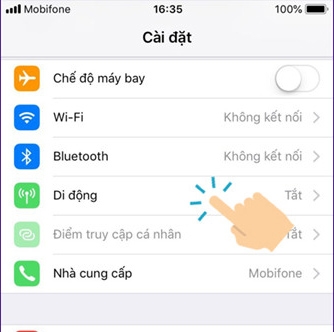 Mobifone 16:35 100%
Cài đặt
Chế độ máy bay
Wi-Fi Không kết nối
Bluetooth Không kết nối
Di động Tắt
Điểm truy cập cá nhân Tắt
Nhà cung cấp Mobifone